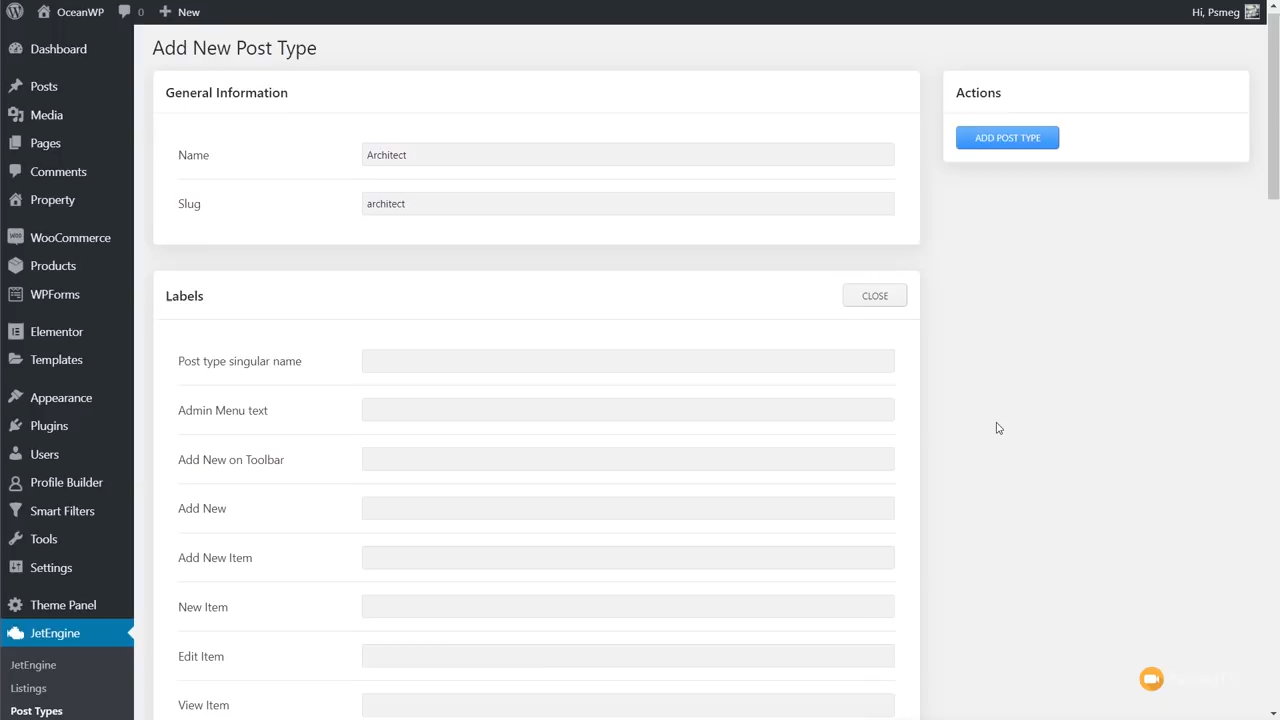 OceanWP 0 New Hi, Psmeg
Dashboard
Posts
Media
Pages
Comments
Property
WooCommerce
Products
WPForms
Elementor
Templates
Appearance
Plugins
Users
Profile Builder
Smart Filters
Tools
Settings
Theme Panel
JetEngine
JetEngine
Listings
Post Types
Add New Post Type
General Information
Name Architect
Slug architect
Labels CLOSE
Post type singular name
Admin Menu text
Add New on Toolbar
Add New
Add New Item
New Item
Edit Item
View Item
Actions
ADD POST TYPE